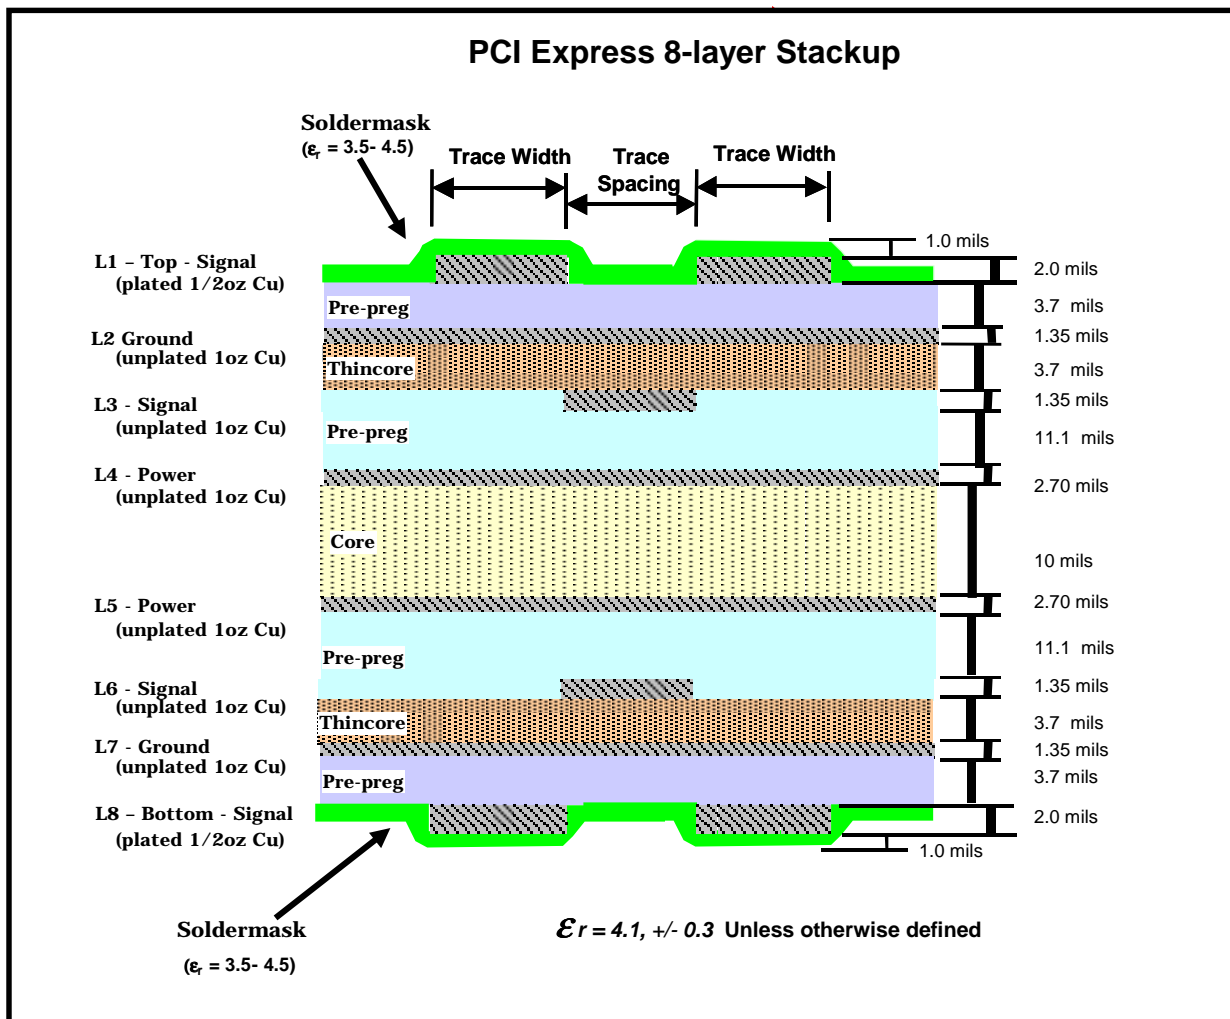 PCI Express 8-layer Stackup
Soldermask
(εr = 3.5- 4.5)
Trace Width
Trace
Spacing
Trace Width
1.0 mils
L1 – Top - Signal
(plated 1/2oz Cu)
2.0 mils
Pre-preg
3.7 mils
L2 Ground
(unplated 1oz Cu)
1.35 mils
Thincore
3.7 mils
L3 - Signal
(unplated 1oz Cu)
1.35 mils
Pre-preg
11.1 mils
L4 - Power
(unplated 1oz Cu)
2.70 mils
Core
10 mils
L5 - Power
(unplated 1oz Cu)
2.70 mils
Pre-preg
11.1 mils
L6 - Signal
(unplated 1oz Cu)
1.35 mils
Thincore
3.7 mils
L7 - Ground
(unplated 1oz Cu)
1.35 mils
Pre-preg
3.7 mils
L8 – Bottom - Signal
(plated 1/2oz Cu)
2.0 mils
1.0 mils
Soldermask
(εr = 3.5- 4.5)
εr = 4.1, +/- 0.3 Unless otherwise defined